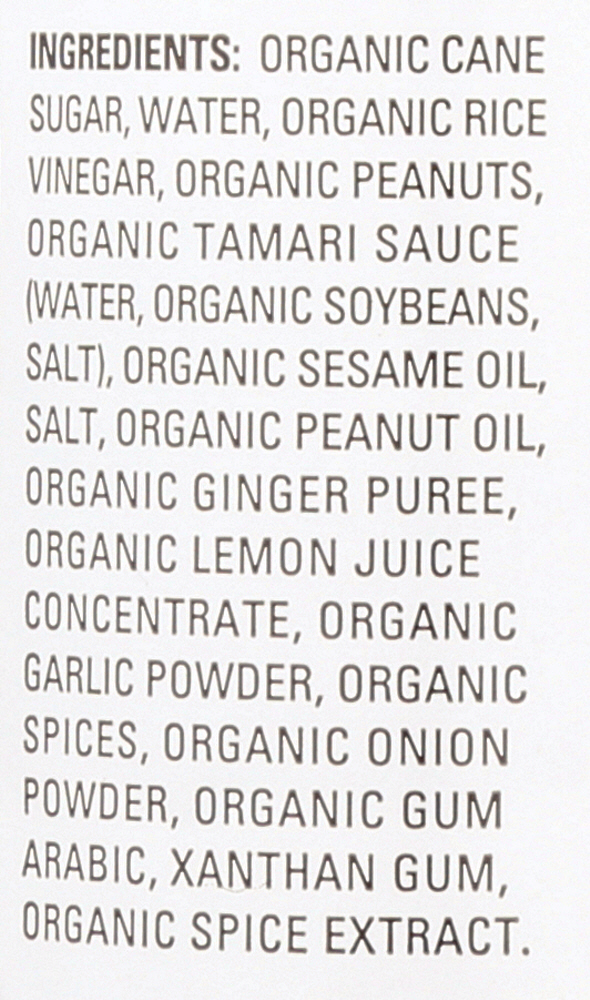 INGREDIENTS: ORGANIC CANE
SUGAR, WATER, ORGANIC RICE
VINEGAR, ORGANIC PEANUTS,
ORGANIC TAMARI SAUCE
(WATER, ORGANIC SOYBEANS,
SALT), ORGANIC SESAME OIL,
SALT, ORGANIC PEANUT OIL,
ORGANIC GINGER PUREE,
ORGANIC LEMON JUICE
CONCENTRATE, ORGANIC
GARLIC POWDER, ORGANIC
SPICES, ORGANIC ONION
POWDER, ORGANIC GUM
ARABIC, XANTHAN GUM,
ORGANIC SPICE EXTRACT.